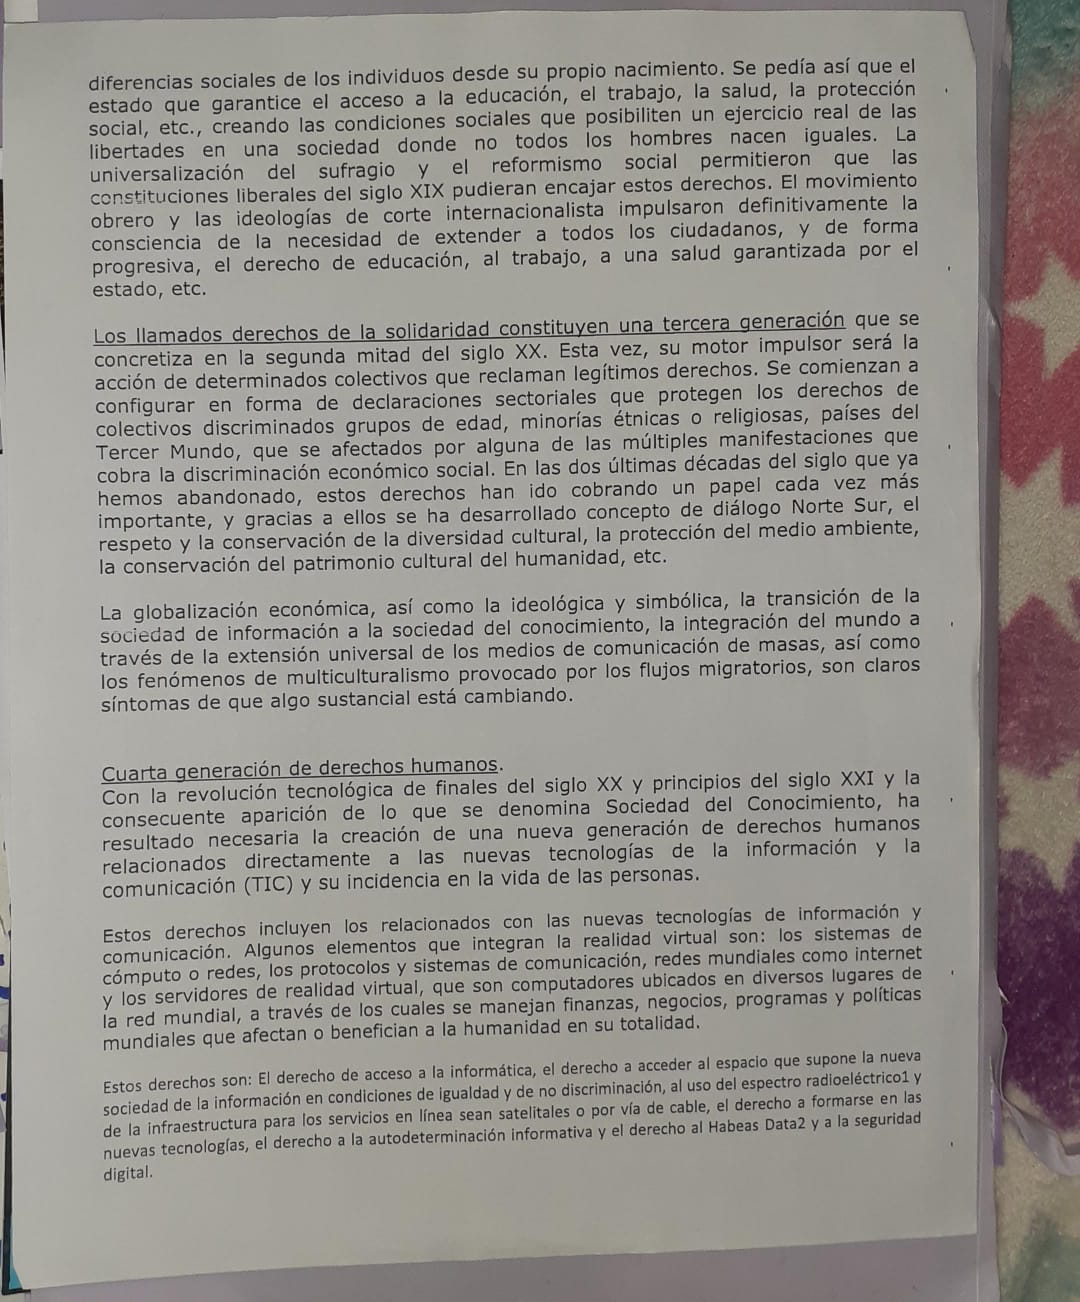 diferencias sociales de los individuos desde su propio nacimiento. Se pedía así que el
estado que garantice el acceso a la educación, el trabajo, la salud, la protección
social, etc., creando las condiciones sociales que posibiliten un ejercicio real de las
libertades en una sociedad donde no todos los hombres nacen iguales. La
universalización del sufragio y el reformismo social permitieron que las
constituciones liberales del siglo XIX pudieran encajar estos derechos. El movimiento
obrero y las ideologías de corte internacionalista impulsaron definitivamente la
consciencia de la necesidad de extender a todos los ciudadanos, y de forma
progresiva, el derecho de educación, al trabajo, a una salud garantizada por el
estado, etc.
Los llamados derechos de la solidaridad constituyen una tercera generación que se
concretiza en la segunda mitad del siglo XX. Esta vez, su motor impulsor será la
acción de determinados colectivos que reclaman legítimos derechos. Se comienzan a
configurar en forma de declaraciones sectoriales que protegen los derechos de
colectivos discriminados grupos de edad, minorías étnicas o religiosas, países del
Tercer Mundo, que se afectados por alguna de las múltiples manifestaciones que
cobra la discriminación económico social. En las dos últimas décadas del siglo que ya
hemos abandonado, estos derechos han ido cobrando un papel cada vez más
importante, y gracias a ellos se ha desarrollado concepto de diálogo Norte Sur, el
respeto y la conservación de la diversidad cultural, la protección del medio ambiente,
la conservación del patrimonio cultural del humanidad, etc.
La globalización económica, así como la ideológica y simbólica, la transición de la
sociedad de información a la sociedad del conocimiento, la integración del mundo a
través de la extensión universal de los medios de comunicación de masas, así como
los fenómenos de multiculturalismo provocado por los flujos migratorios, son claros
síntomas de que algo sustancial está cambiando.
Cuarta generación de derechos humanos.
Con la revolución tecnológica de finales del siglo XX y principios del siglo XXI y la
consecuente aparición de lo que se denomina Sociedad del Conocimiento, ha
resultado necesaria la creación de una nueva generación de derechos humanos
relacionados directamente a las nuevas tecnologías de la información y la
comunicación (TIC) y su incidencia en la vida de las personas.
Estos derechos incluyen los relacionados con las nuevas tecnologías de información y
comunicación. Algunos elementos que integran la realidad virtual son: los sistemas de
cómputo o redes, los protocolos y sistemas de comunicación, redes mundiales como internet
y los servidores de realidad virtual, que son computadores ubicados en diversos lugares de
la red mundial, a través de los cuales se manejan finanzas, negocios, programas y políticas
mundiales que afectan o benefician a la humanidad en su totalidad.
Estos derechos son: El derecho de acceso a la informática, el derecho a acceder al espacio que supone la nueva
sociedad de la información en condiciones de igualdad y de no discriminación, al uso del espectro radioeléctrico1 y
de la infraestructura para los servicios en línea sean satelitales o por vía de cable, el derecho a formarse en las
nuevas tecnologías, el derecho a la autodeterminación informativa y el derecho al Habeas Data2 y a la seguridad
digital.